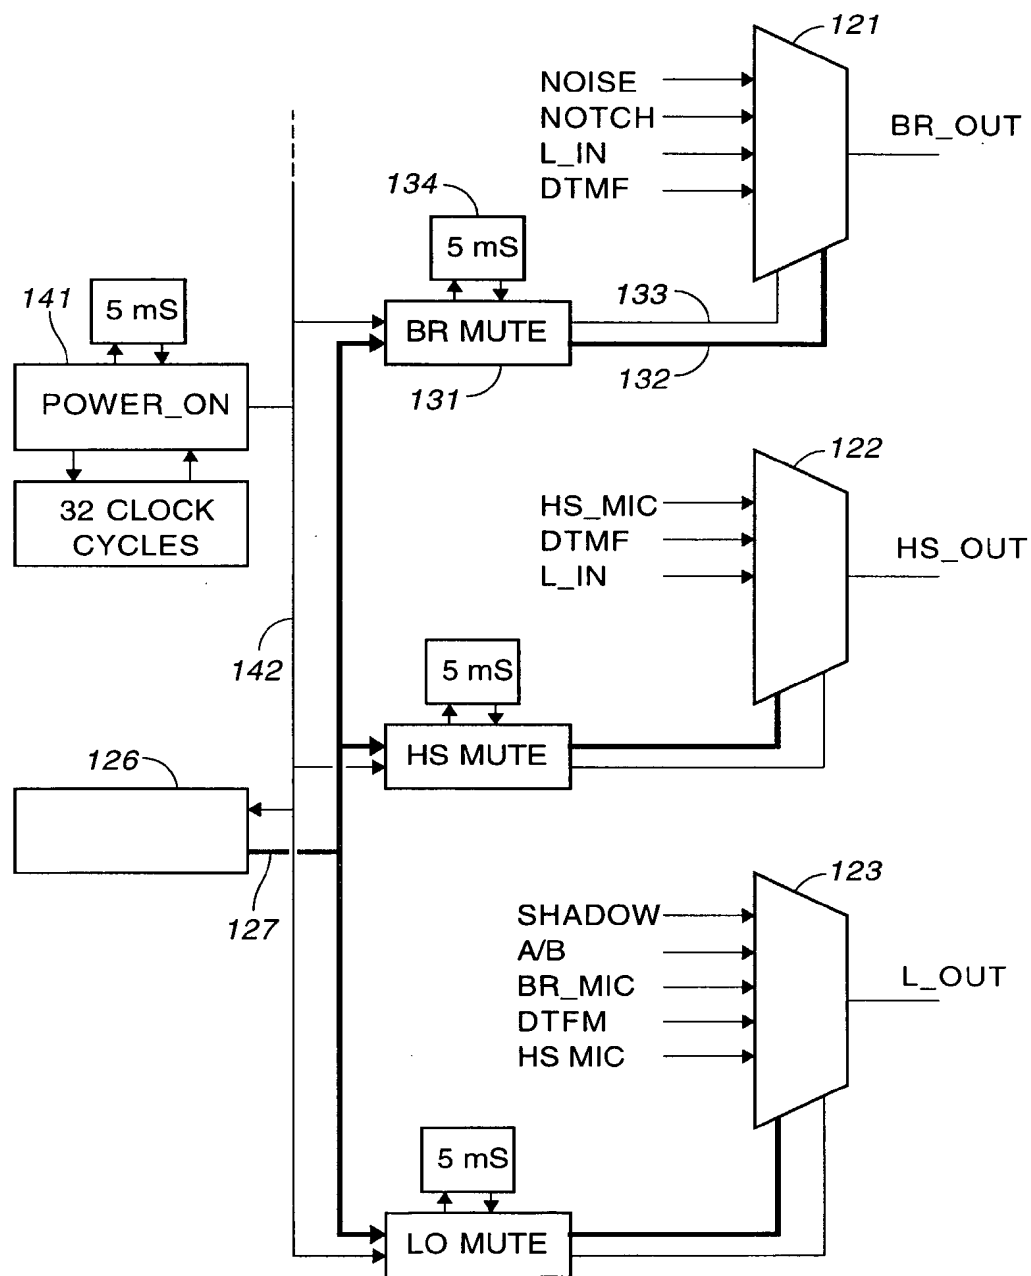 121
NOISE
NOTCH
L_IN
DTMF
BR_OUT
134
5 mS
141
5 mS
BR MUTE
133
132
131
POWER_ON
32 CLOCK
CYCLES
122
HS_MIC
DTMF
L_IN
HS_OUT
142
5 mS
HS MUTE
126
127
123
SHADOW
A/B
BR_MIC
DTFM
HS MIC
L_OUT
5 mS
LO MUTE